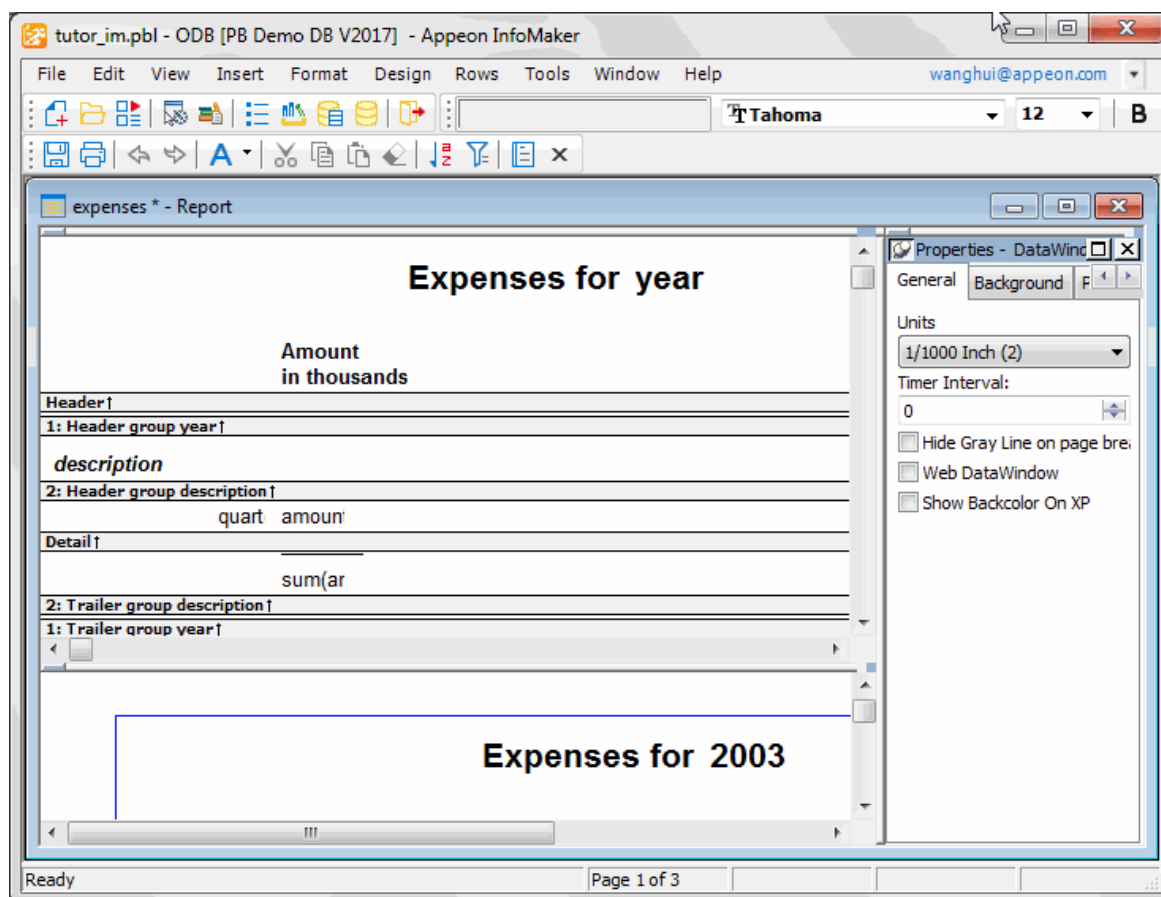 tutor_im.pbl - ODB [PB Demo DB V2017] - Appeon InfoMaker
File Edit View Insert Format Design Rows Tools Window Help wanghui@appeon.com
Tahoma 12 B
expenses * - Report
Properties - DataWind
Expenses for year
General Background F
Units
1/1000 Inch (2)
Amount
in thousands
Timer Interval:
0
Header↑
1: Header group year↑
Hide Gray Line on page brea
description
Web DataWindow
2: Header group description↑
Show Backcolor On XP
quart amount
Detail↑
sum(ar
2: Trailer group description↑
1: Trailer group year↑
Expenses for 2003
Ready Page 1 of 3